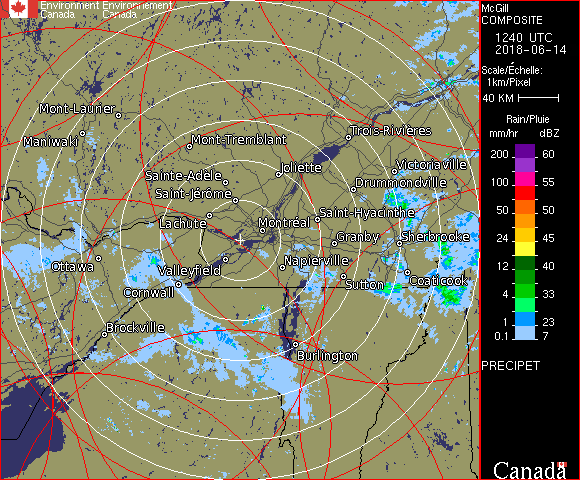 Environment Environnement
Canada Canada
McGill
COMPOSITE
1240 UTC
2018-06-14
Scale/Échelle:
1km/Pixel
40 KM
Rain/Pluie
mm/hr dBZ
200 60
100 55
50 50
24 45
12 40
4 33
1 23
0.1 7
PRECIPET
Canada
Mont-Laurier
Maniwaki
Mont-Tremblant
Trois-Rivières
Joliette
Victoriaville
Sainte-Adèle
Drummondville
Saint-Jérôme
Lachute
Saint-Hyacinthe
Montréal
Granby
Sherbrooke
Ottawa
Valleyfield
Napierville
Cornwall
Sutton
Coaticook
Brockville
Burlington